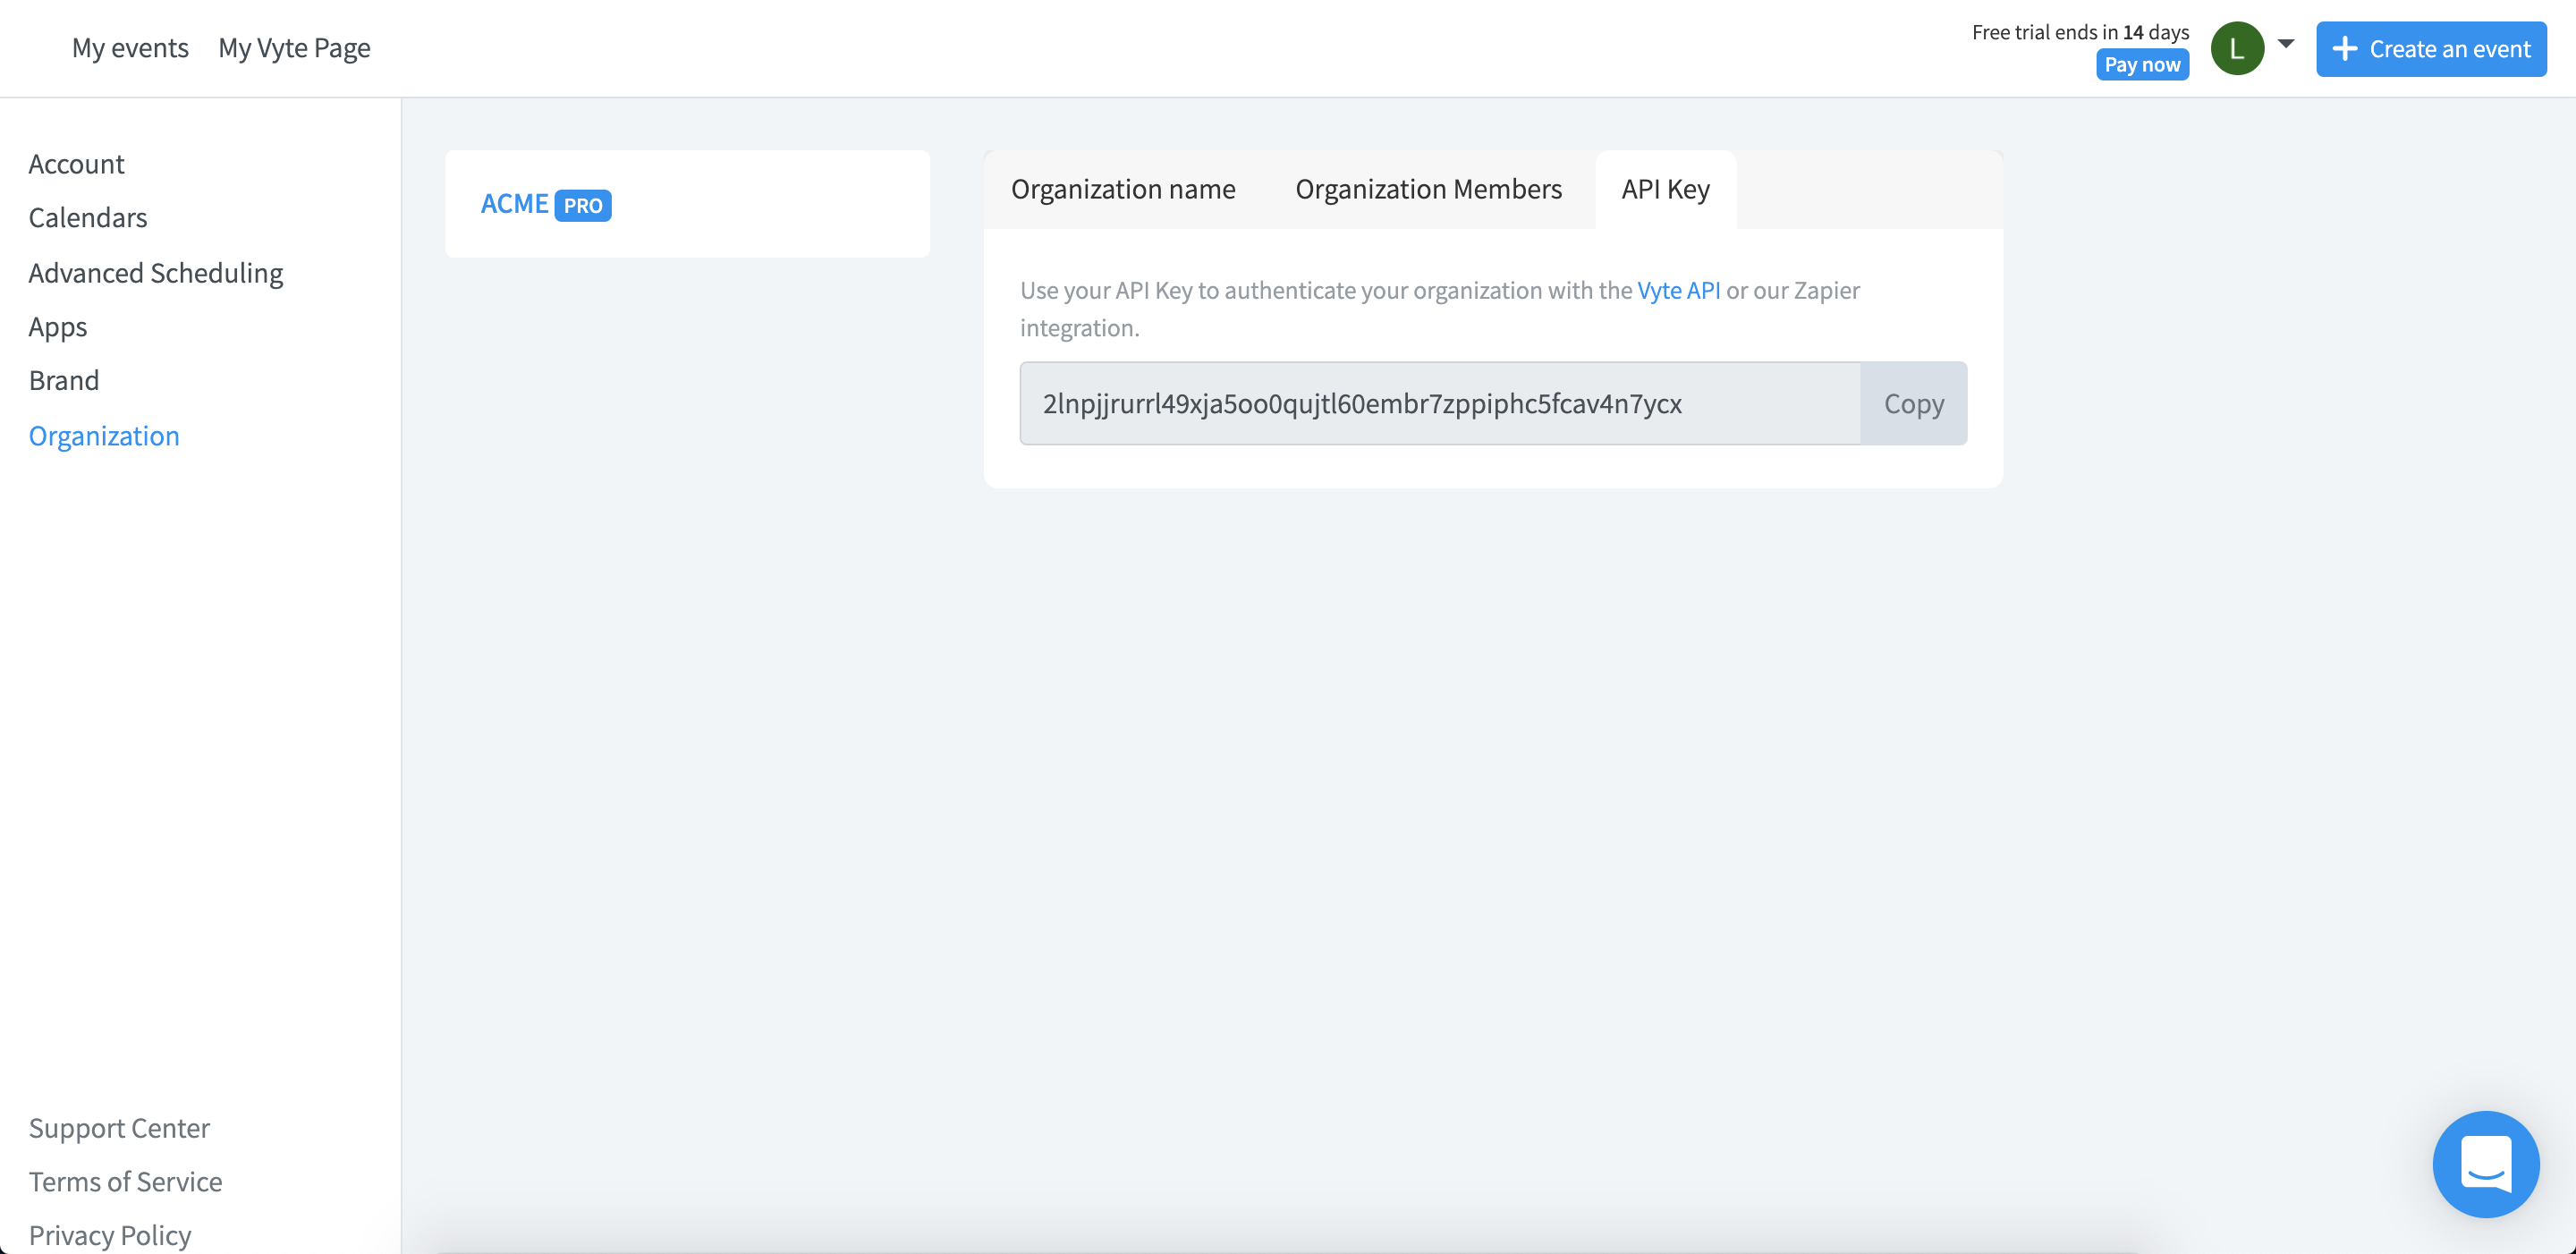 My events
My Vyte Page
Free trial ends in 14 days
Pay now
L
Create an event
Account
Calendars
Advanced Scheduling
Apps
Brand
Organization
ACME PRO
Organization name
Organization Members
API Key
Use your API Key to authenticate your organization with the Vyte API or our Zapier
integration.
2lnpjjrurrl49xja5oo0qujtl60embr7zppiphc5fcav4n7ycx
Copy
Support Center
Terms of Service
Privacy Policy